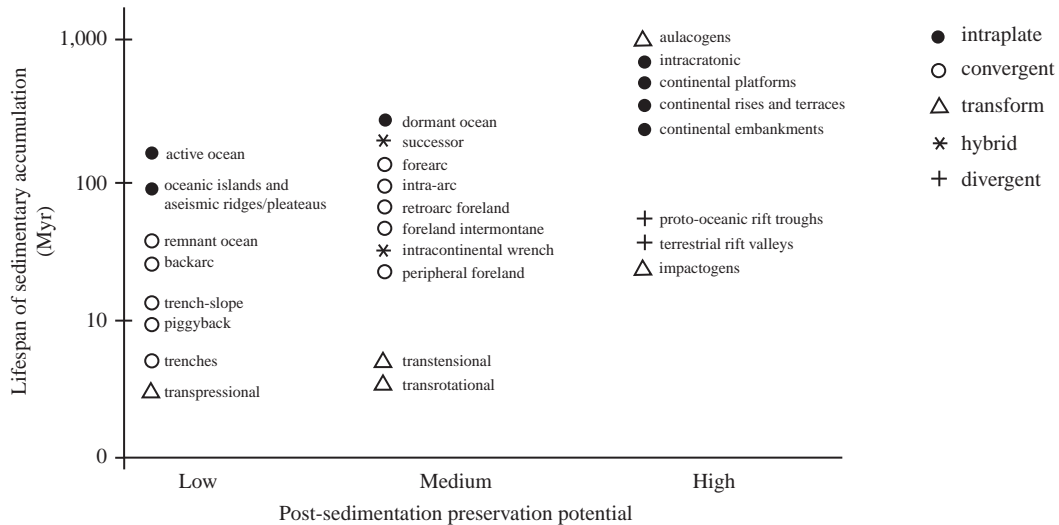 1,000
100
10
0
Lifespan of sedimentary accumulation
(Myr)
active ocean
oceanic islands and
aseismic ridges/pleateaus
remnant ocean
backarc
trench-slope
piggyback
trenches
transpressional
dormant ocean
successor
forearc
intra-arc
retroarc foreland
foreland intermontane
intracontinental wrench
peripheral foreland
transtensional
transrotational
aulacogens
intracratonic
continental platforms
continental rises and terraces
continental embankments
proto-oceanic rift troughs
terrestrial rift valleys
impactogens
intraplate
convergent
transform
hybrid
divergent
Low
Medium
High
Post-sedimentation preservation potential